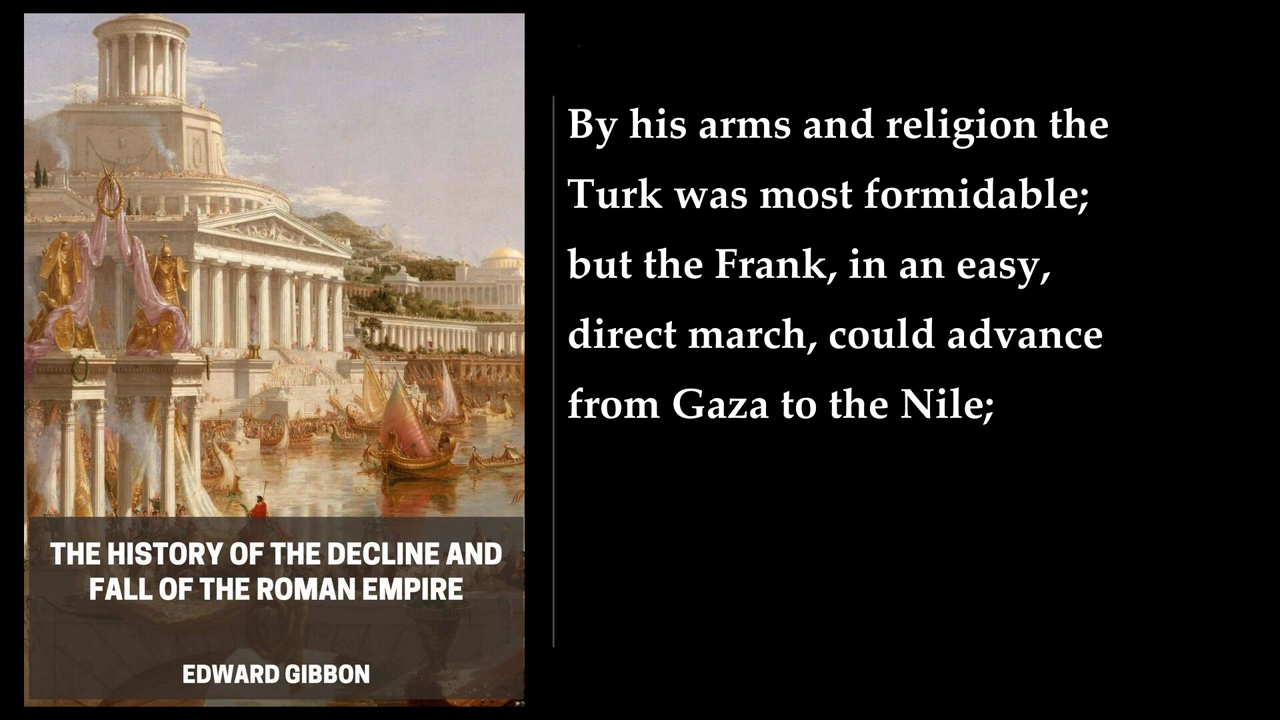 By his arms and religion the
Turk was most formidable;
but the Frank, in an easy,
direct march, could advance
from Gaza to the Nile;
THE HISTORY OF THE DECLINE AND
FALL OF THE ROMAN EMPIRE
EDWARD GIBBON